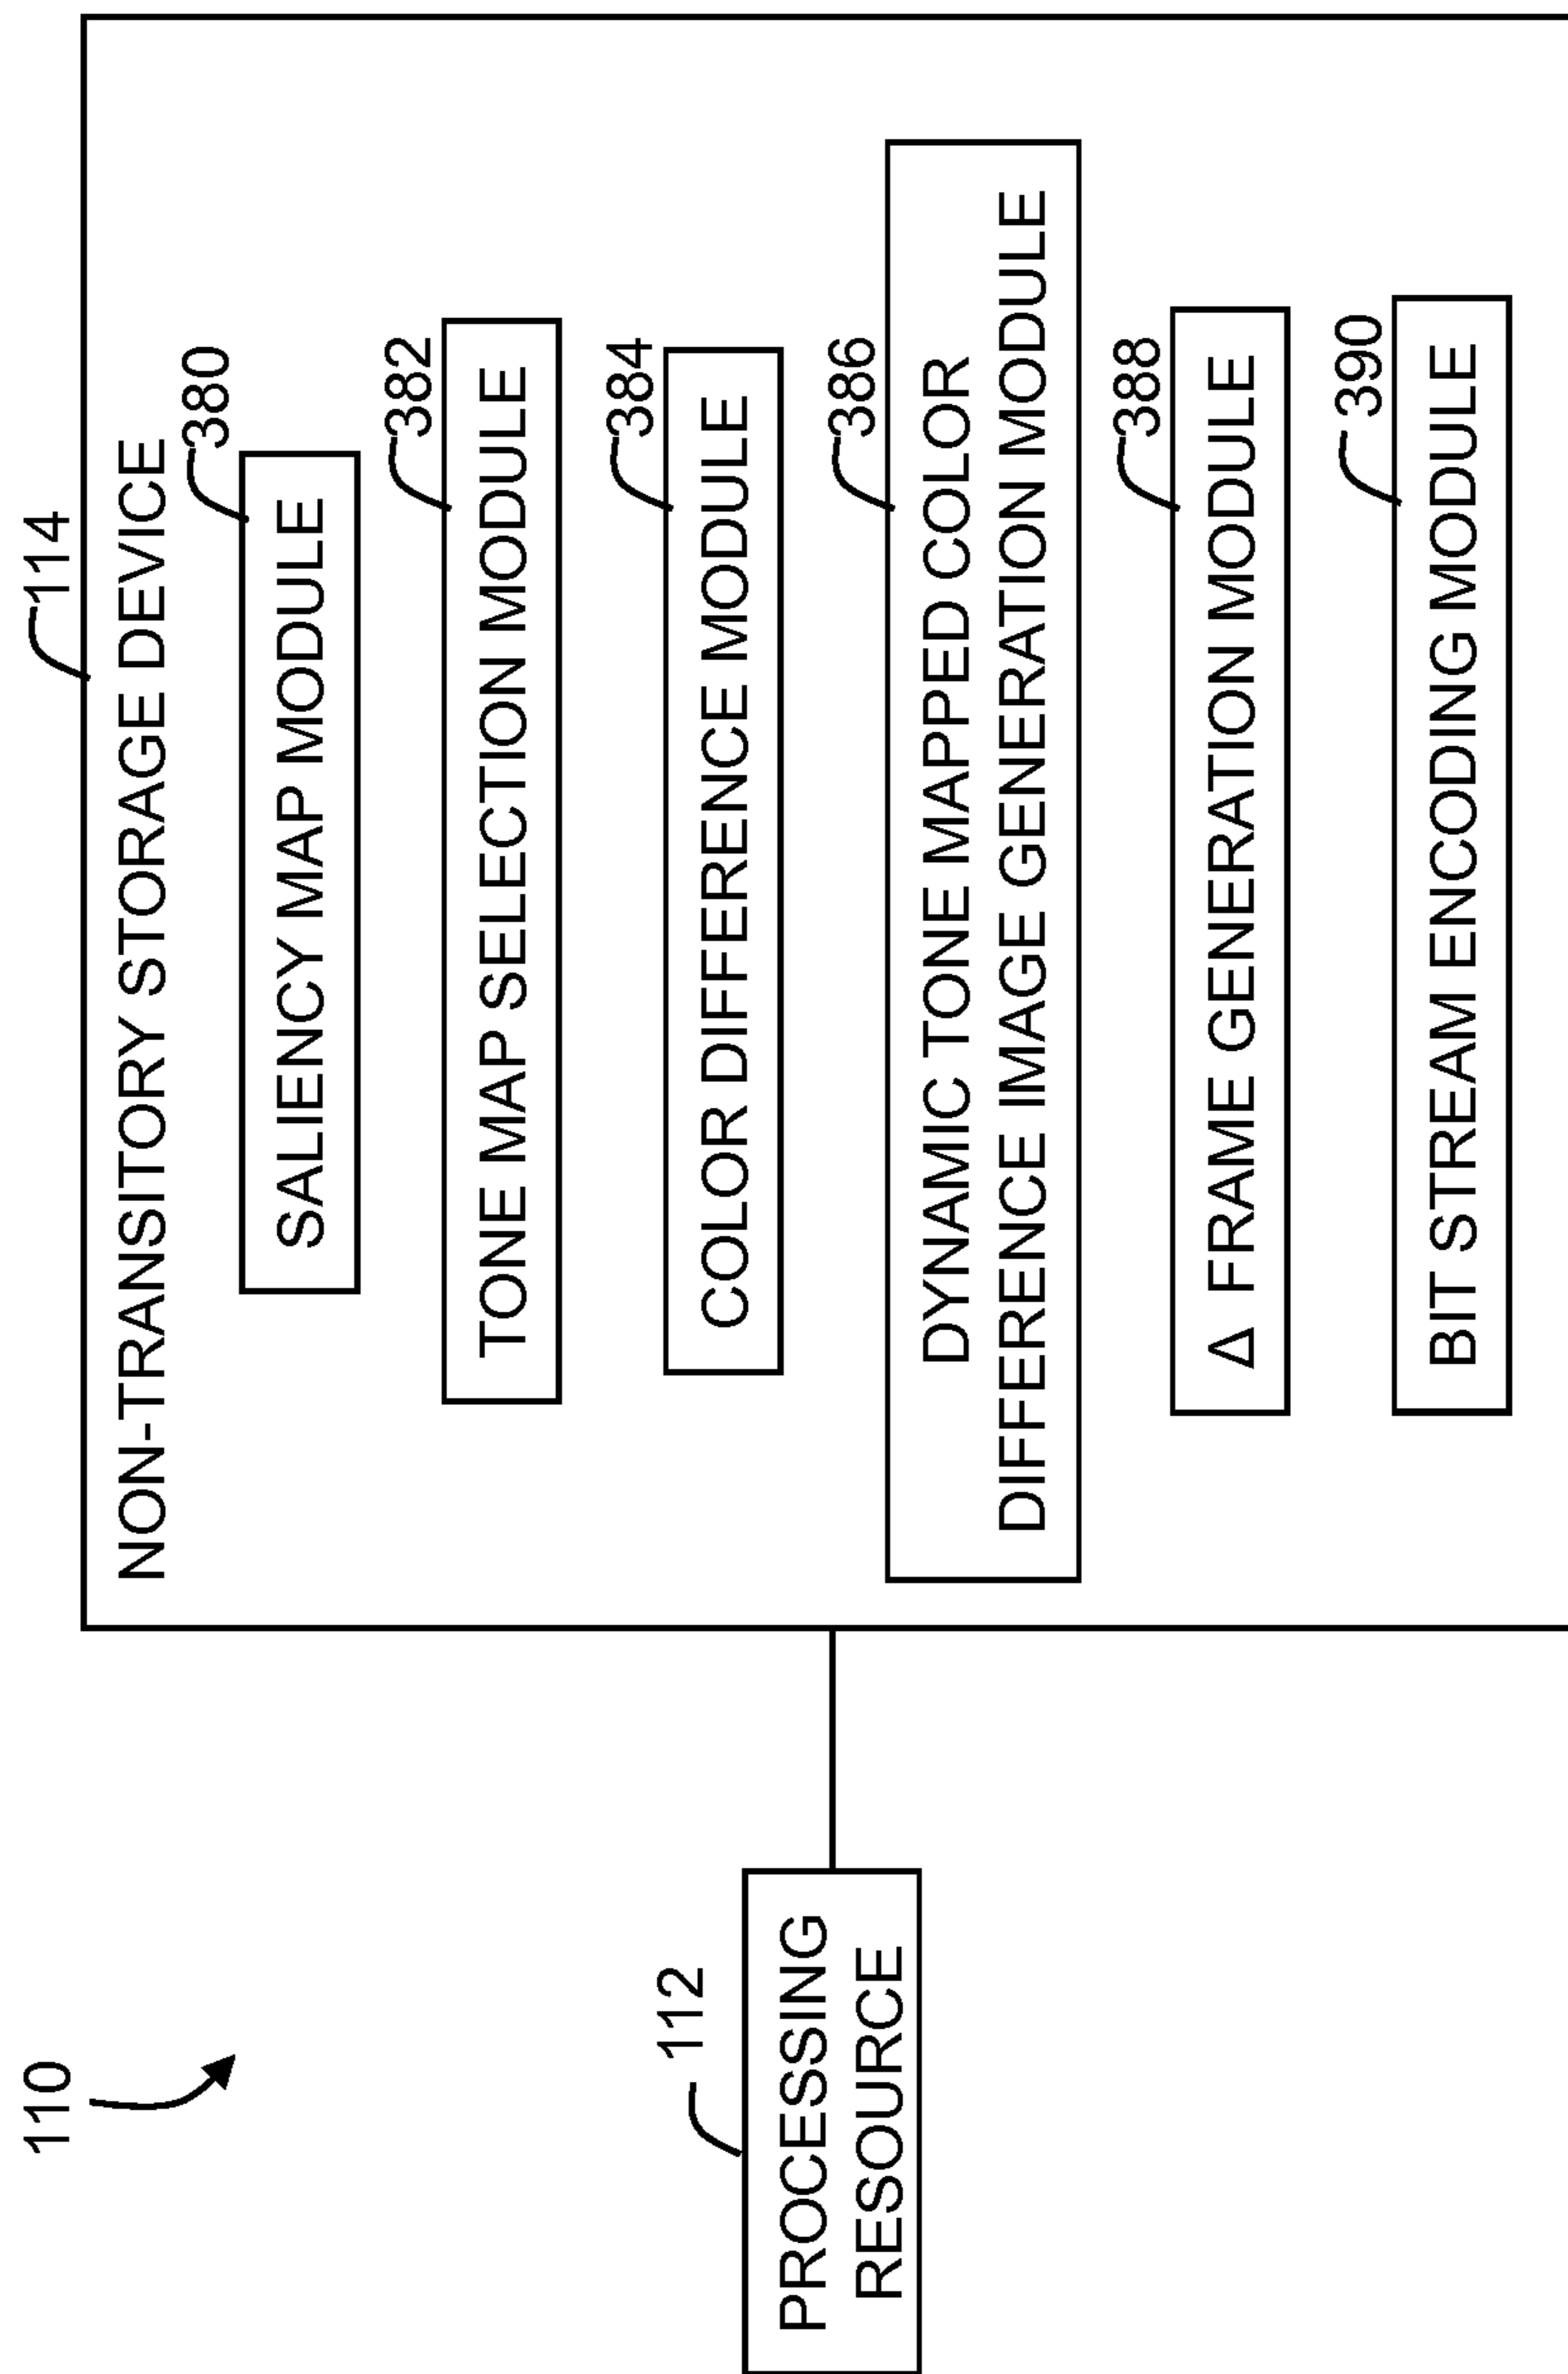 110
114
NON-TRANSITORY STORAGE DEVICE
380
SALIENCY MAP MODULE
382
TONE MAP SELECTION MODULE
384
COLOR DIFFERENCE MODULE
386
DYNAMIC TONE MAPPED COLOR
DIFFERENCE IMAGE GENERATION MODULE
388
Δ FRAME GENERATION MODULE
390
BIT STREAM ENCODING MODULE
112
PROCESSING
RESOURCE